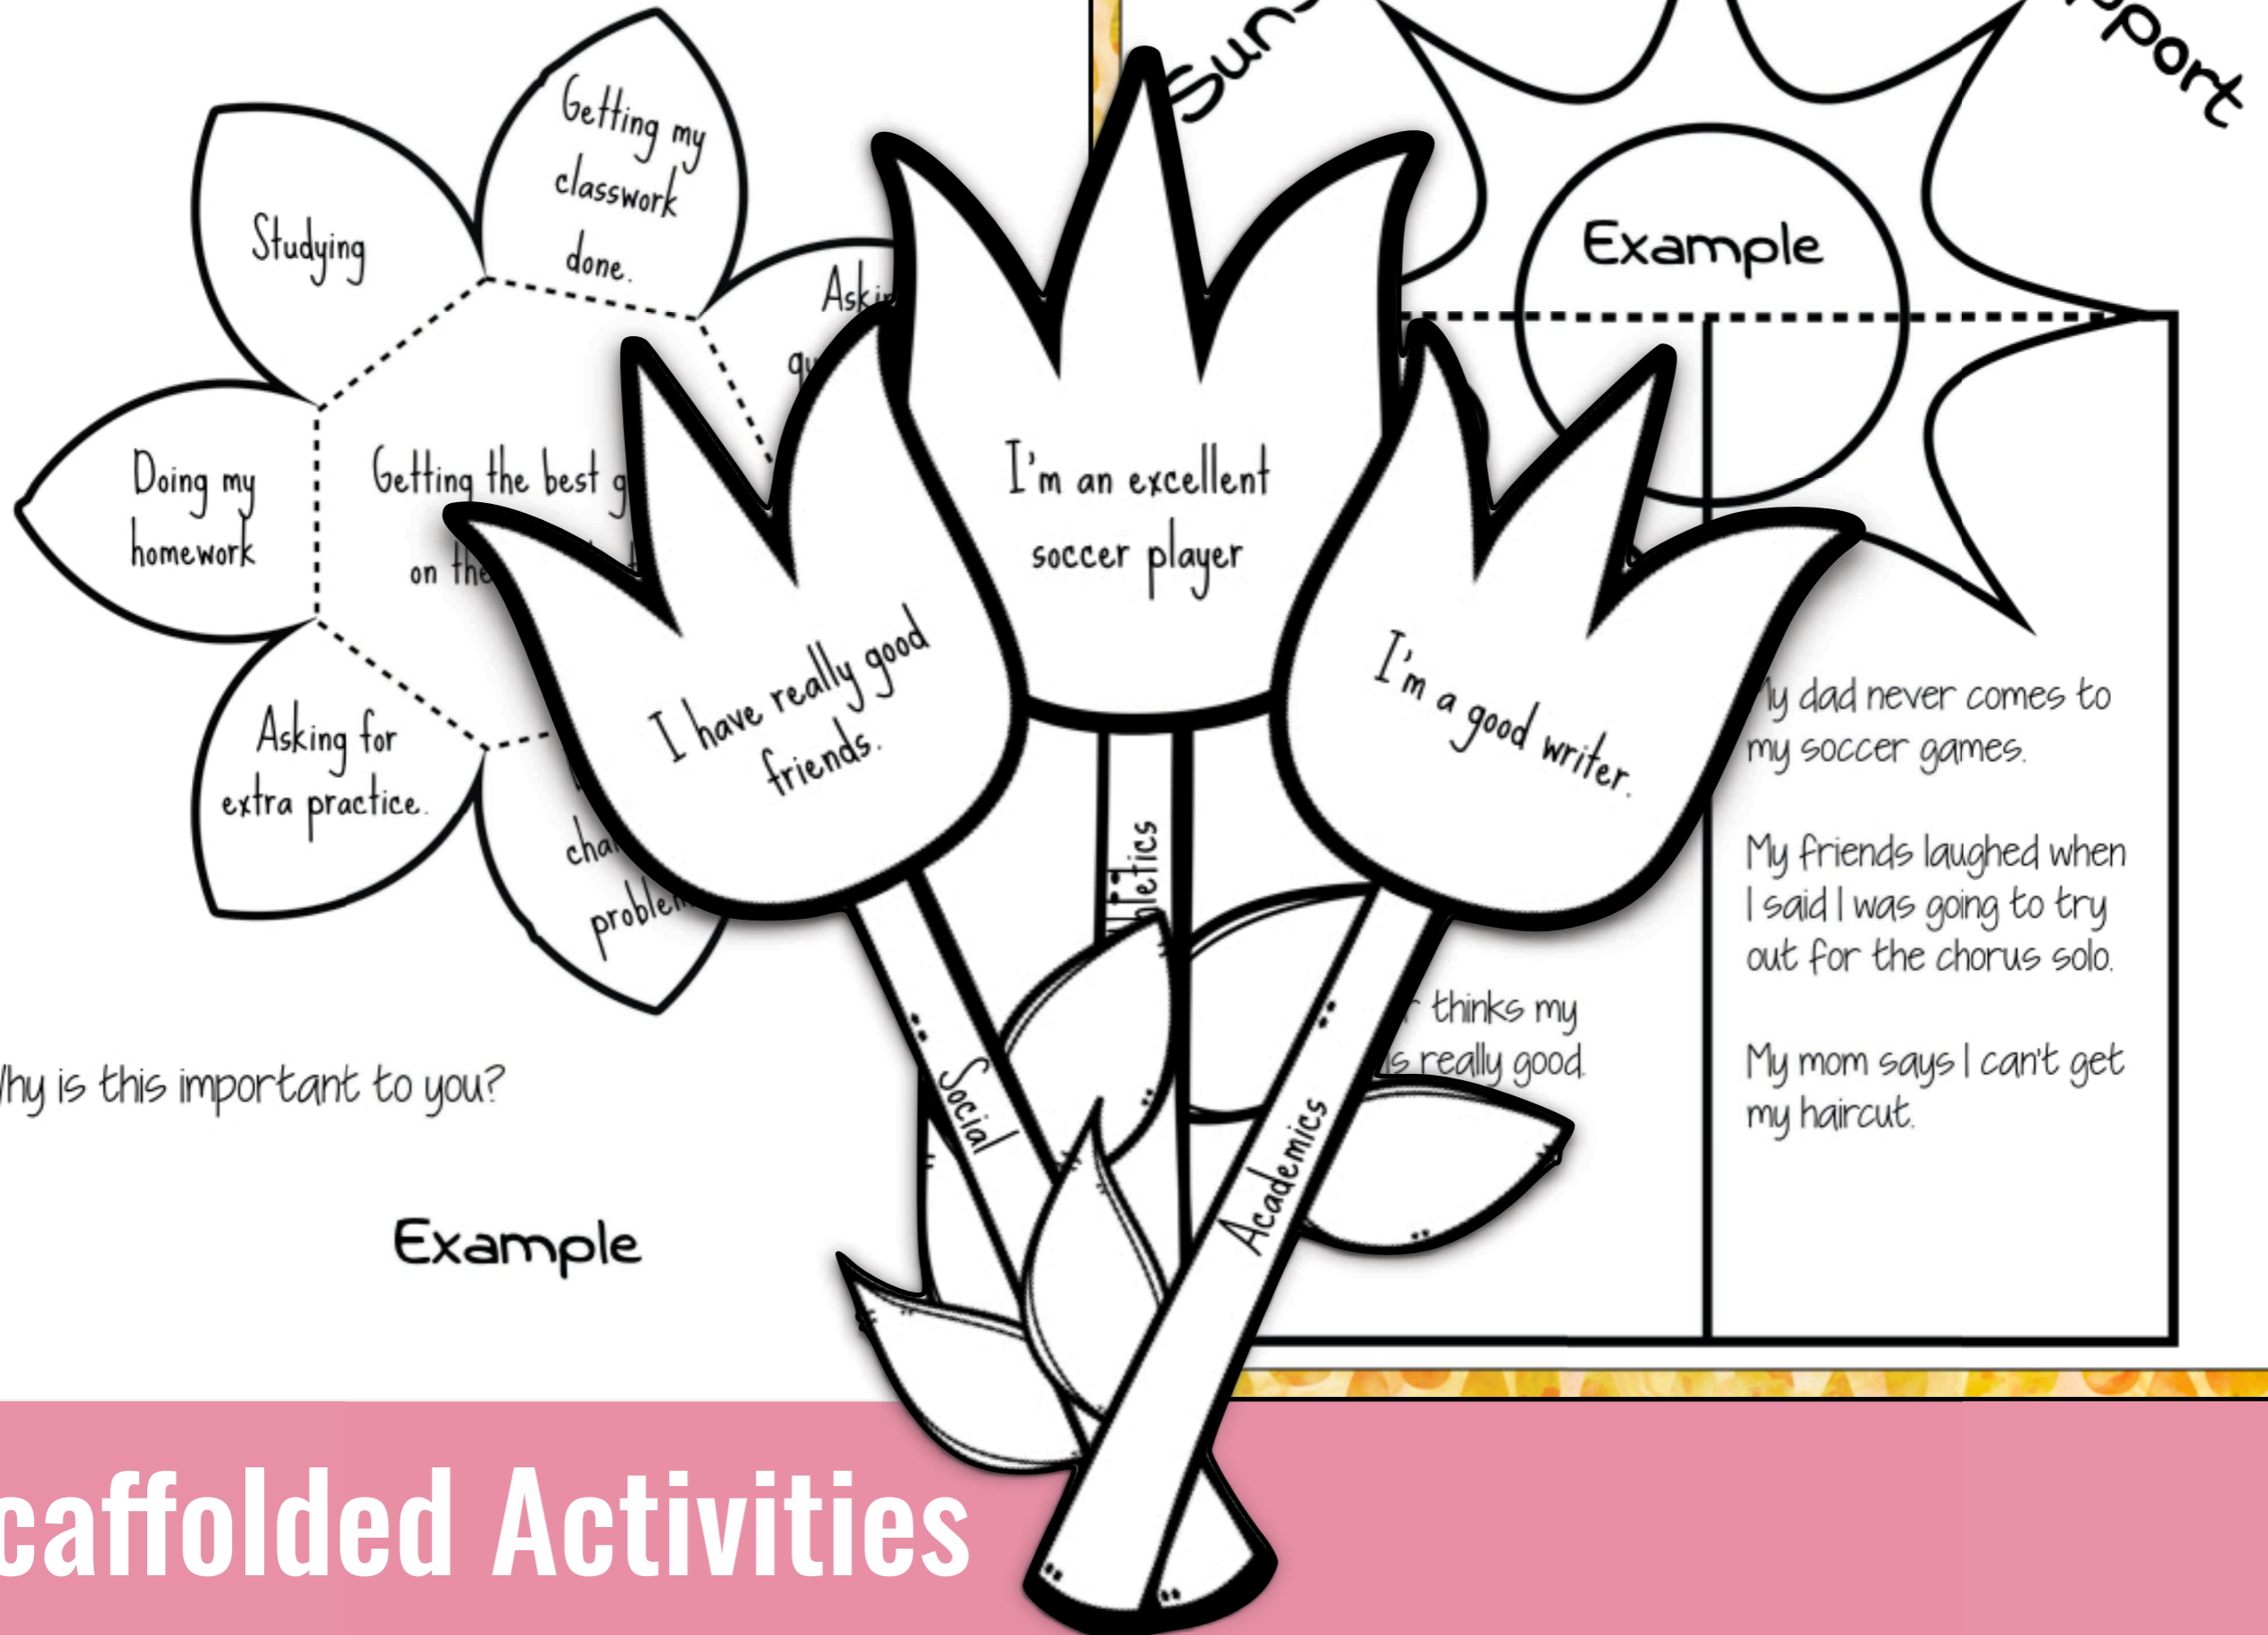 Getting my
classwork
done.
Studying
Doing my
homework
Getting the best
on the
Asking for
extra practice.
Why is this important to you?
Example
I'm an excellent
soccer player
I have really good
friends.
I'm a good writer.
Social
Academics
Example
thinks my
really good.
My dad never comes to
my soccer games.
My friends laughed when
I said I was going to try
out for the chorus solo.
My mom says I can't get
my haircut.
Activities